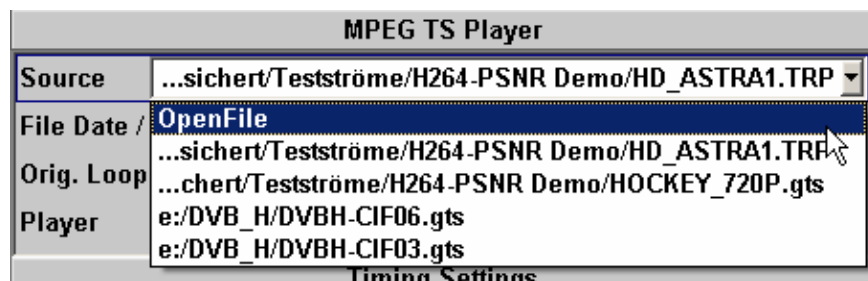 MPEG TS Player
Source ...sichert/Testströme/H264-PSNR Demo/HD_ASTRA1.TRP
File Date /
OpenFile
...sichert/Testströme/H264-PSNR Demo/HD_ASTRA1.TRP
Orig. Loop
...chert/Testströme/H264-PSNR Demo/HOCKEY_720P.gts
Player
e:/DVB_H/DVBH-CIF06.gts
e:/DVB_H/DVBH-CIF03.gts
Timing Settings